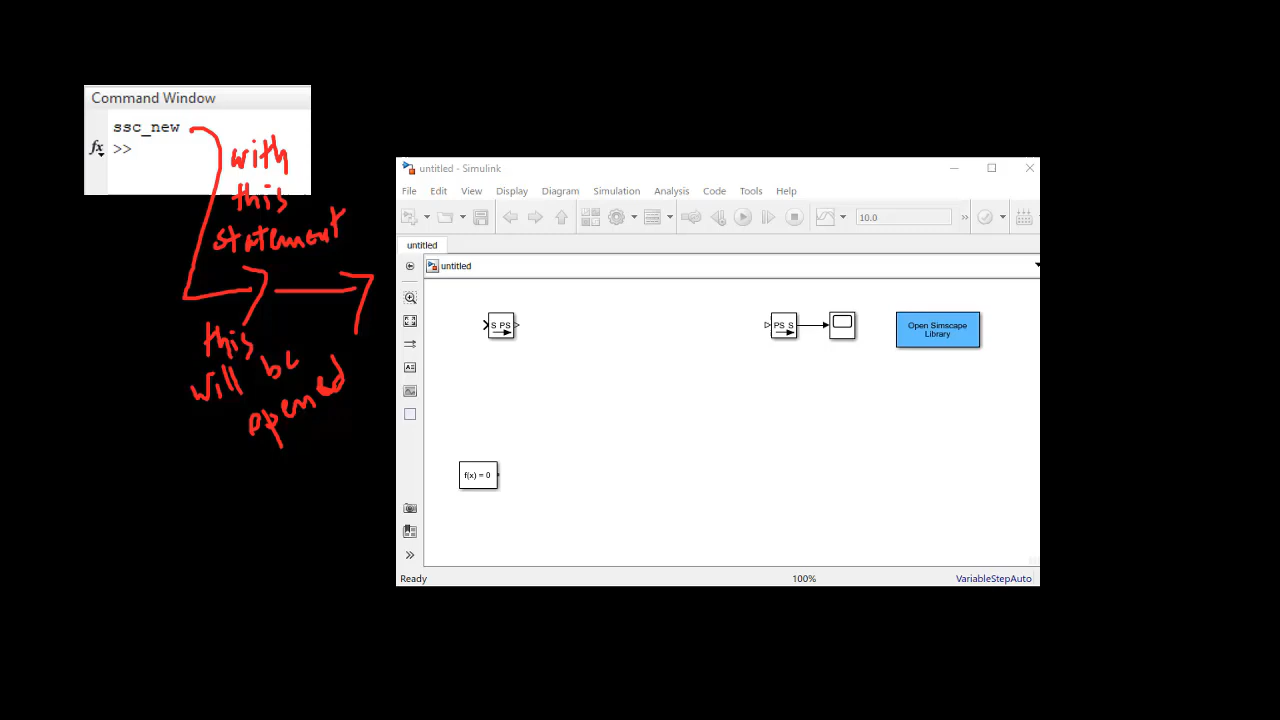 Command Window
ssc_new
fx >>
with
this
statement
this
will be
opened
untitled - Simulink
File Edit View Display Diagram Simulation Analysis Code Tools Help
10.0 »
untitled
untitled
S PS
PS S
Open Simscape
Library
f(x) = 0
Ready 100% VariableStepAuto